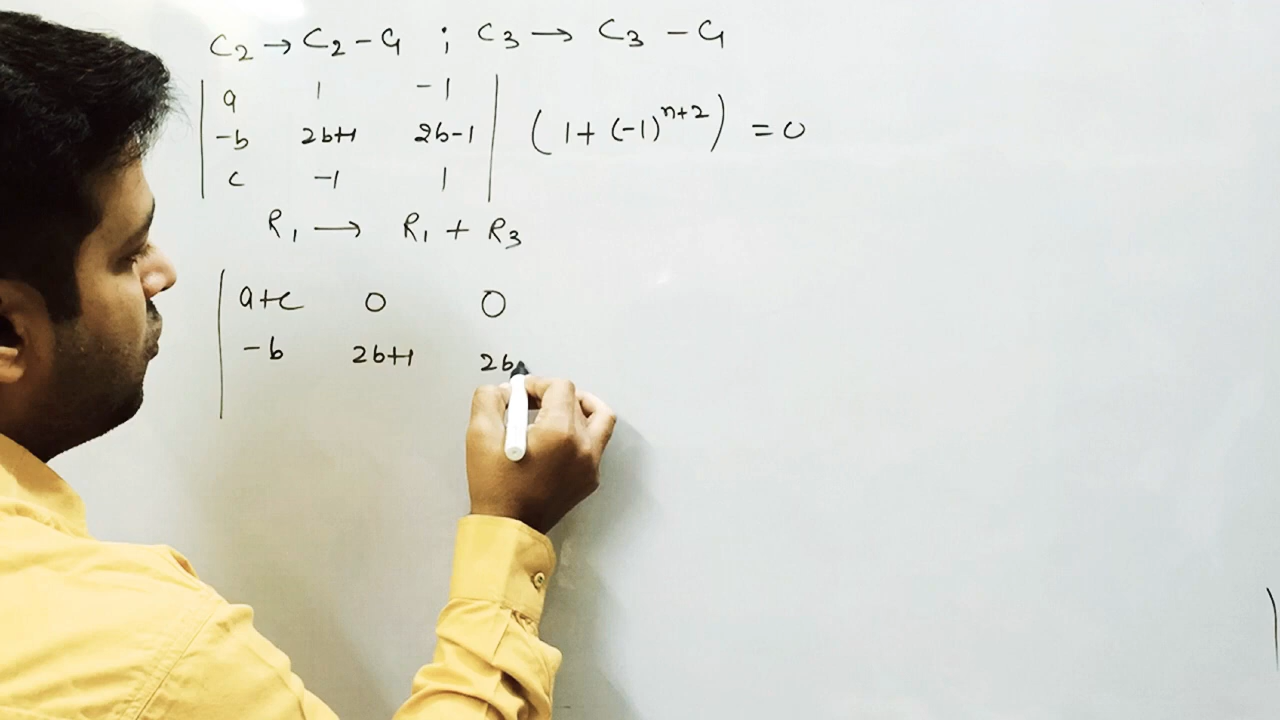 C₂ → C₂ - C₁ ; C₃ → C₃ - C₁
| a 1 -1 |
| -b 2b+1 2b-1 | (1 + (-1)ⁿ⁺²) = 0
| c -1 1 |
R₁ → R₁ + R₃
| a+c 0 0
| -b 2b+1 2b